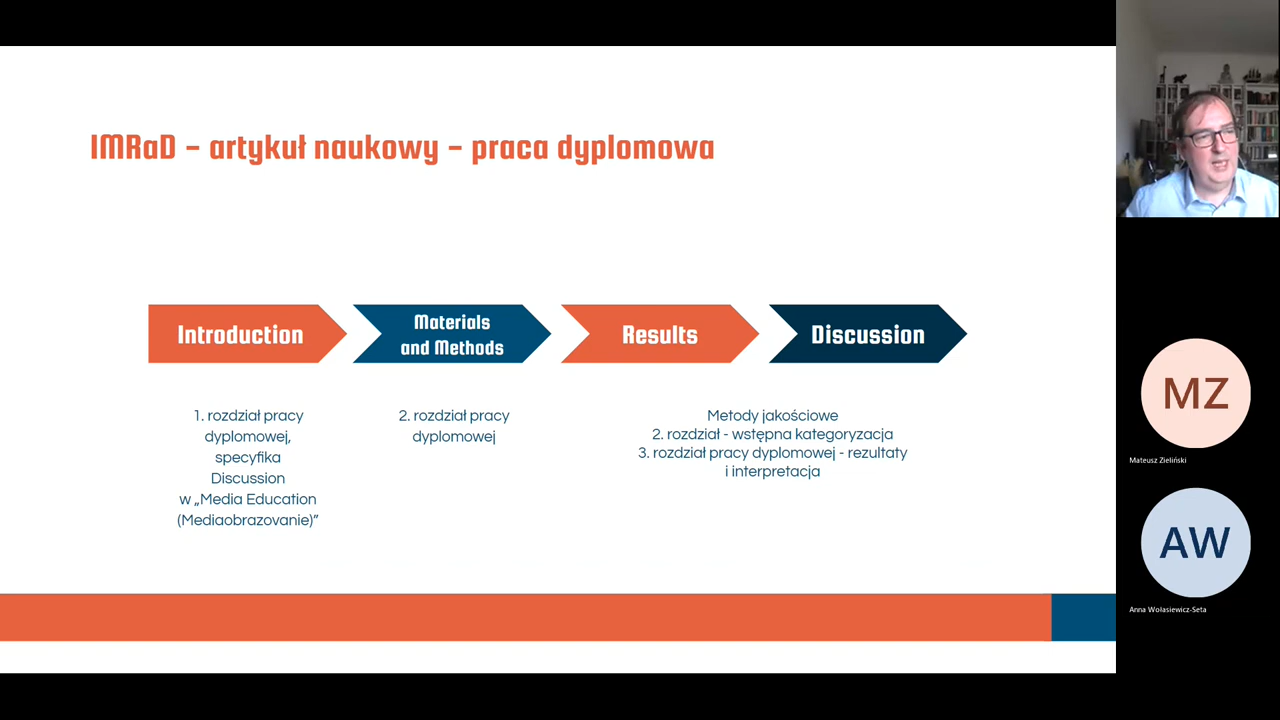 IMRaD – artykuł naukowy – praca dyplomowa
Introduction
Materials
and Methods
Results
Discussion
1. rozdział pracy
dyplomowej,
specyfika
Discussion
w „Media Education
(Mediaobrazovanie)”
2. rozdział pracy
dyplomowej
Metody jakościowe
2. rozdział - wstępna kategoryzacja
3. rozdział pracy dyplomowej - rezultaty
i interpretacja
MZ
Mateusz Zieliński
AW
Anna Wołasiewicz-Seta